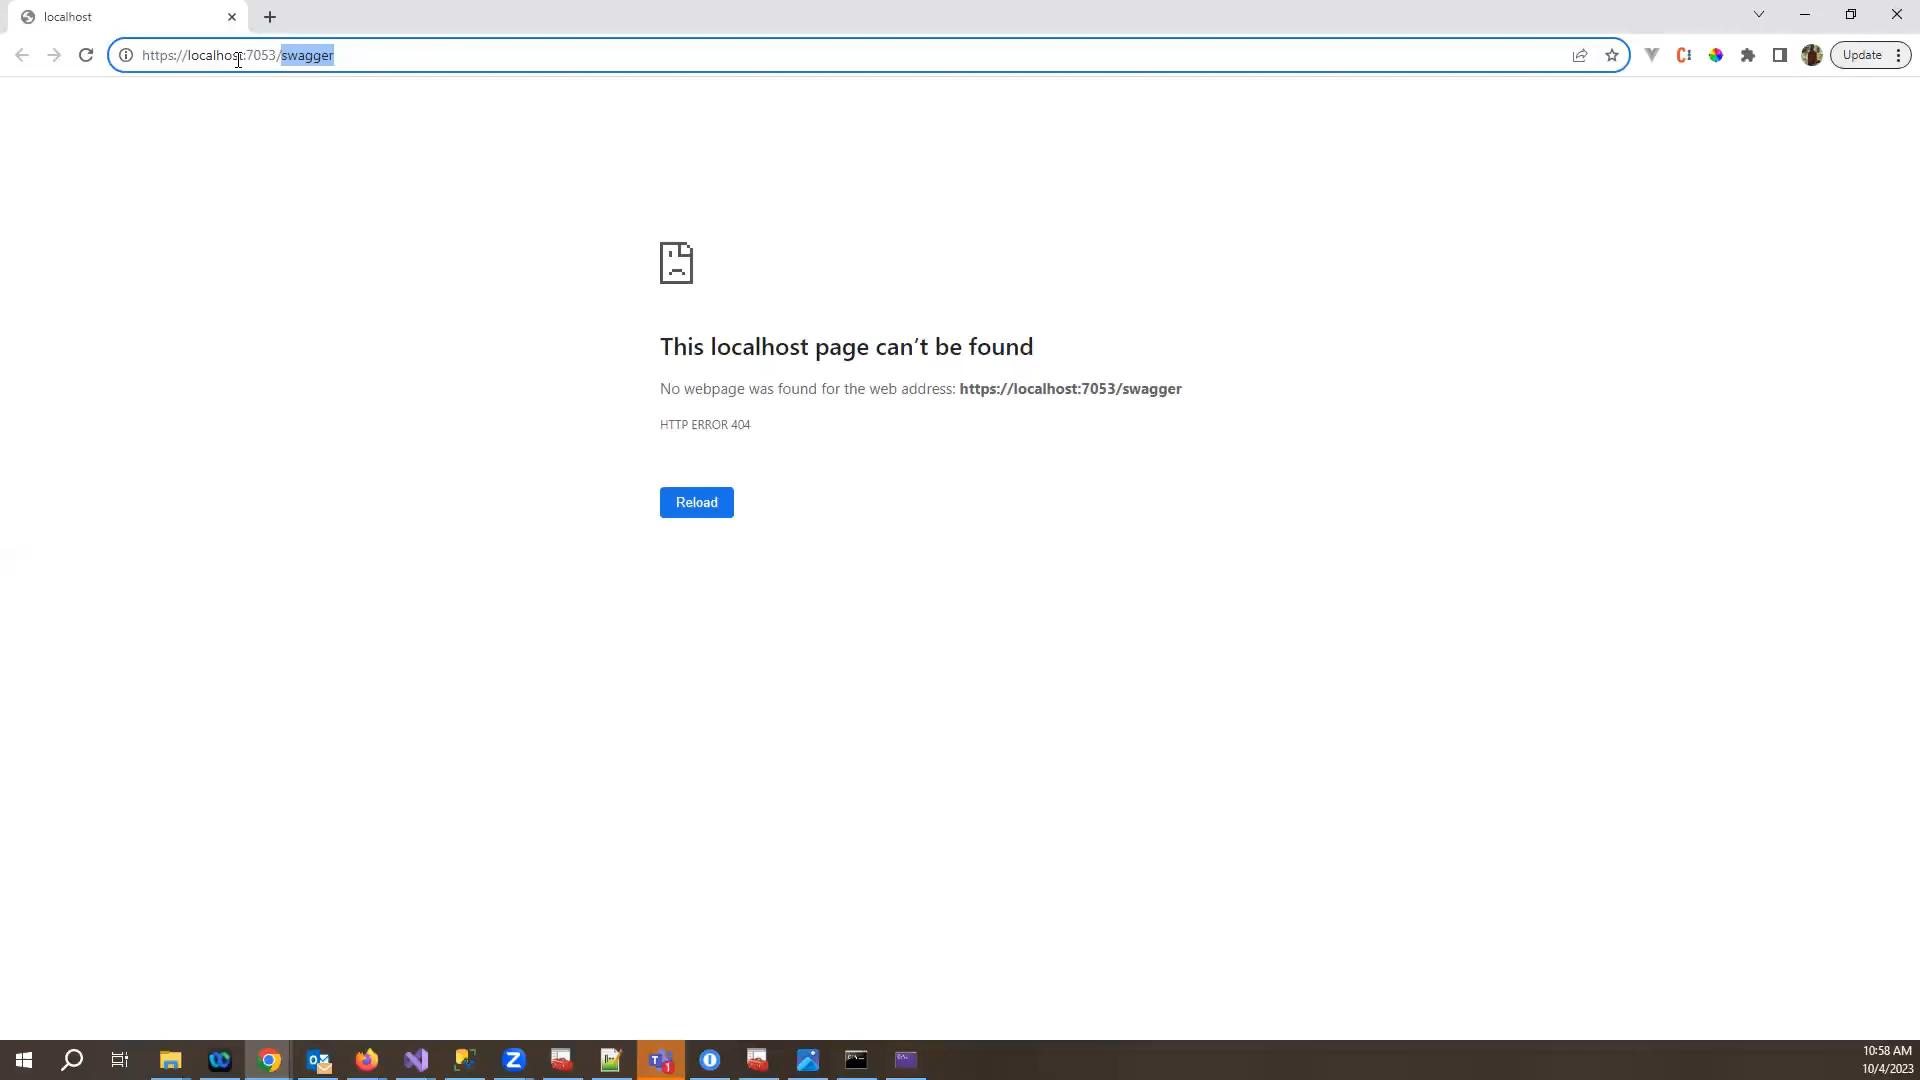 localhost
https://localhost:7053/swagger
Update
This localhost page can’t be found
No webpage was found for the web address: https://localhost:7053/swagger
HTTP ERROR 404
Reload
10:58 AM
10/4/2023